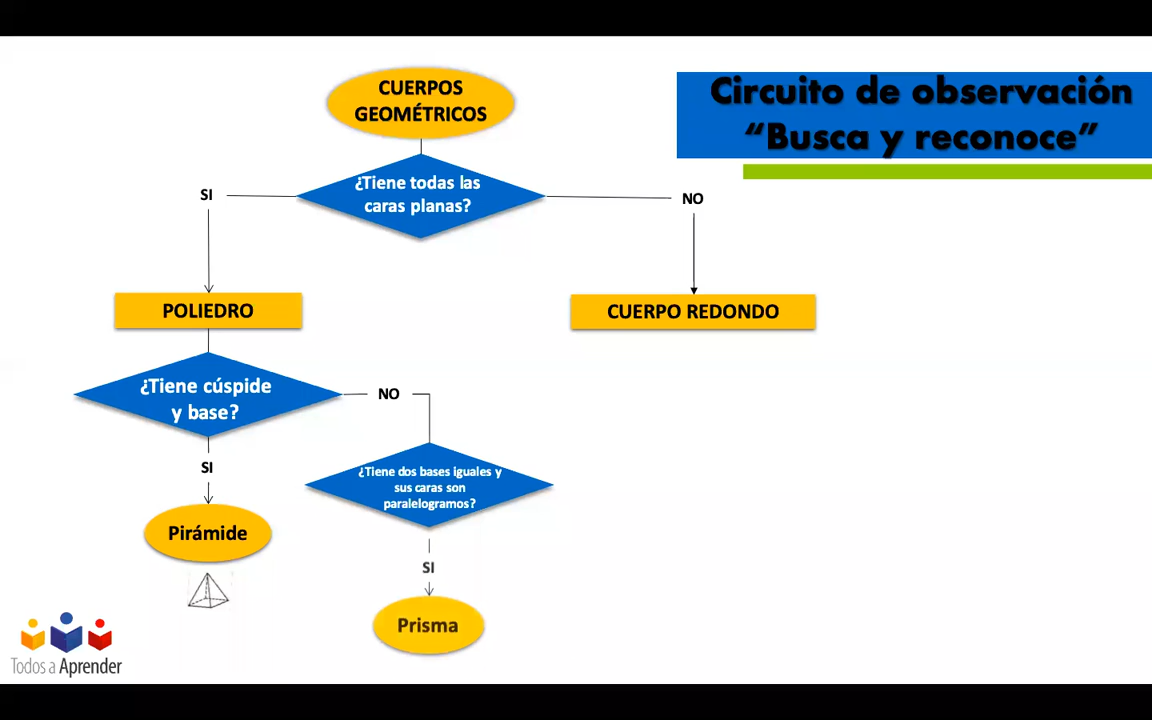 CUERPOS
GEOMÉTRICOS
Circuito de observación
“Busca y reconoce”
¿Tiene todas las
caras planas?
SI
NO
POLIEDRO
CUERPO REDONDO
¿Tiene cúspide
y base?
NO
SI
¿Tiene dos bases iguales y
sus caras son
paralelogramos?
Pirámide
SI
Prisma
Todos a Aprender